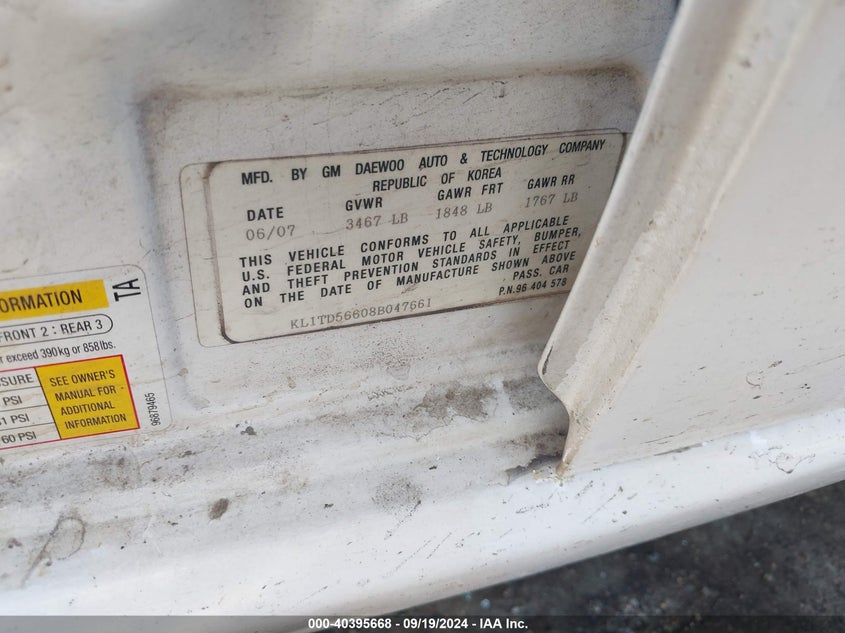 MFD. BY GM DAEWOO AUTO & TECHNOLOGY COMPANY
REPUBLIC OF KOREA
DATE GVWR GAWR FRT GAWR RR
06/07 3467 LB 1848 LB 1767 LB
THIS VEHICLE CONFORMS TO ALL APPLICABLE
U.S. FEDERAL MOTOR VEHICLE SAFETY, BUMPER,
AND THEFT PREVENTION STANDARDS IN EFFECT
ON THE DATE OF MANUFACTURE SHOWN ABOVE
PASS. CAR
KL1TD56608B047661 P.N.96 404 578
TA
FRONT 2 : REAR 3
exceed 390kg or 858lbs.
PSI
PSI
60 PSI
SEE OWNER'S
MANUAL FOR
ADDITIONAL
INFORMATION
96879465
000-40395668 - 09/19/2024 - IAA Inc.